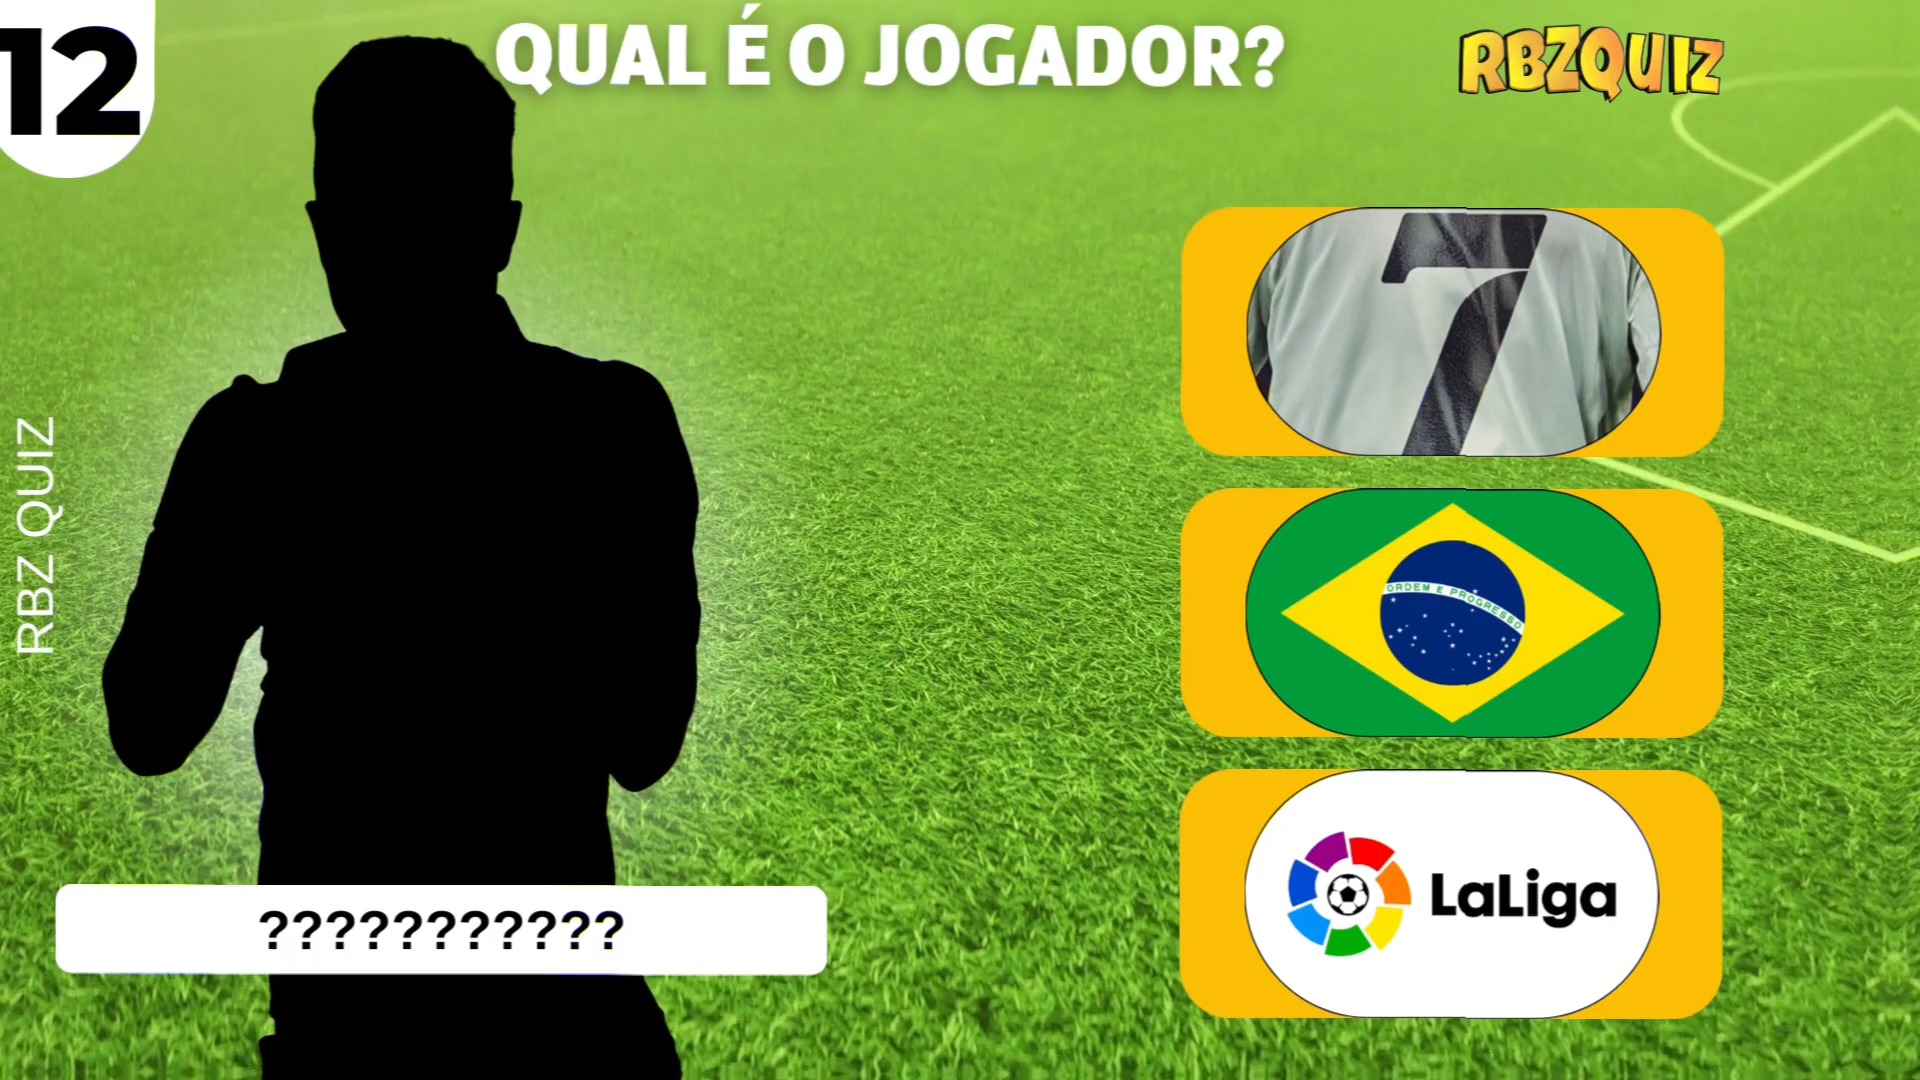 12
QUAL É O JOGADOR?
RBZQUIZ
RBZ QUIZ
7
ORDEM E PROGRESSO
LaLiga
???????????